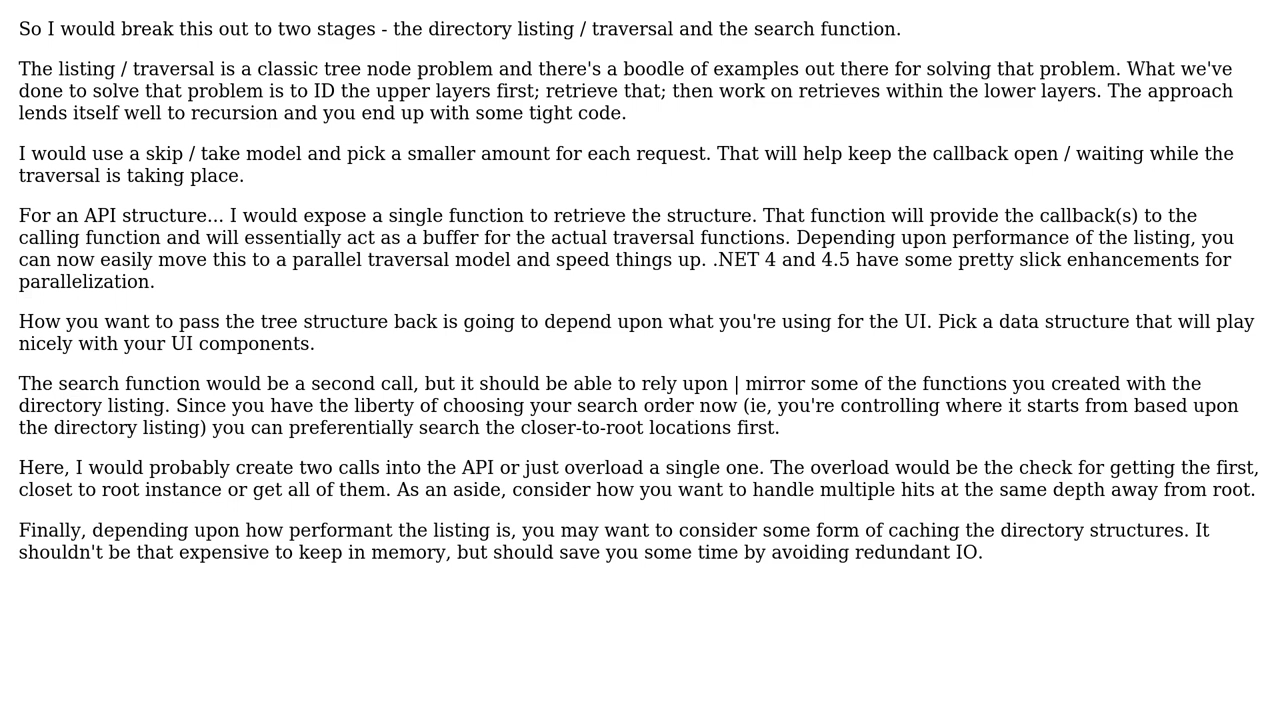 So I would break this out to two stages - the directory listing / traversal and the search function.
The listing / traversal is a classic tree node problem and there's a boodle of examples out there for solving that problem. What we've
done to solve that problem is to ID the upper layers first; retrieve that; then work on retrieves within the lower layers. The approach
lends itself well to recursion and you end up with some tight code.
I would use a skip / take model and pick a smaller amount for each request. That will help keep the callback open / waiting while the
traversal is taking place.
For an API structure... I would expose a single function to retrieve the structure. That function will provide the callback(s) to the
calling function and will essentially act as a buffer for the actual traversal functions. Depending upon performance of the listing, you
can now easily move this to a parallel traversal model and speed things up. .NET 4 and 4.5 have some pretty slick enhancements for
parallelization.
How you want to pass the tree structure back is going to depend upon what you're using for the UI. Pick a data structure that will play
nicely with your UI components.
The search function would be a second call, but it should be able to rely upon | mirror some of the functions you created with the
directory listing. Since you have the liberty of choosing your search order now (ie, you're controlling where it starts from based upon
the directory listing) you can preferentially search the closer-to-root locations first.
Here, I would probably create two calls into the API or just overload a single one. The overload would be the check for getting the first,
closet to root instance or get all of them. As an aside, consider how you want to handle multiple hits at the same depth away from root.
Finally, depending upon how performant the listing is, you may want to consider some form of caching the directory structures. It
shouldn't be that expensive to keep in memory, but should save you some time by avoiding redundant IO.